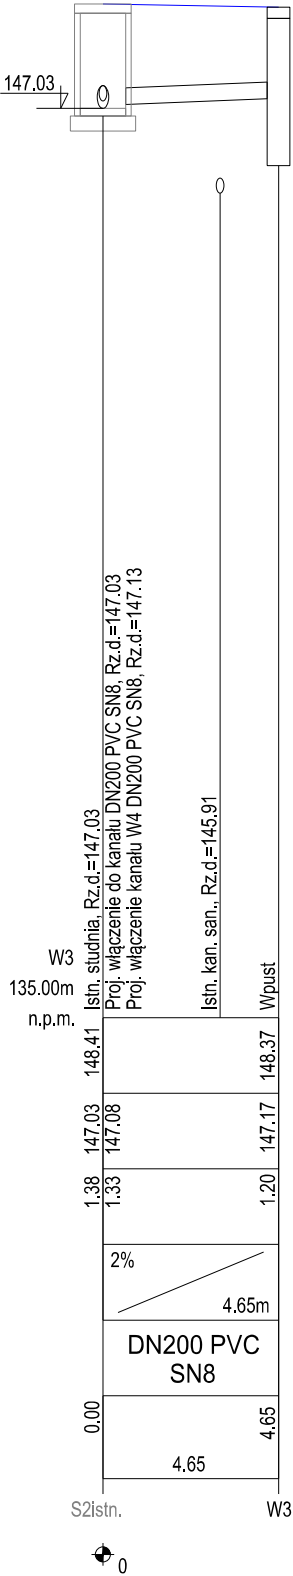 147.03
Istn. studnia, Rz.d.=147.03
Proj. włączenie do kanału DN200 PVC SN8, Rz.d.=147.03
Proj. włączenie kanału W4 DN200 PVC SN8, Rz.d.=147.13
Istn. kan. san., Rz.d.=145.91
Wpust
W3
135.00m
n.p.m.
148.41
148.37
147.03
147.08
147.17
1.38
1.33
1.20
2%
4.65m
DN200 PVC
SN8
0.00
4.65
4.65
S2istn.
W3
0